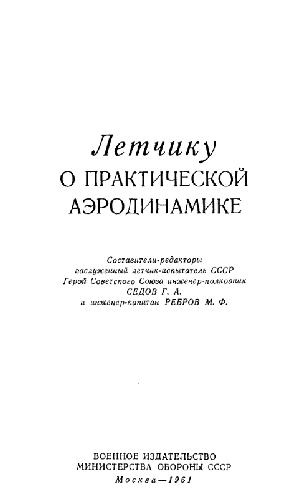 Летчику
О ПРАКТИЧЕСКОЙ
АЭРОДИНАМИКЕ
Составители-редакторы
заслуженный летчик-испытатель СССР
Герой Советского Союза инженер-полковник
СЕДОВ Г. А.
и инженер-капитан РЕБРОВ М. Ф.
ВОЕННОЕ ИЗДАТЕЛЬСТВО
МИНИСТЕРСТВА ОБОРОНЫ СССР
Москва—1961